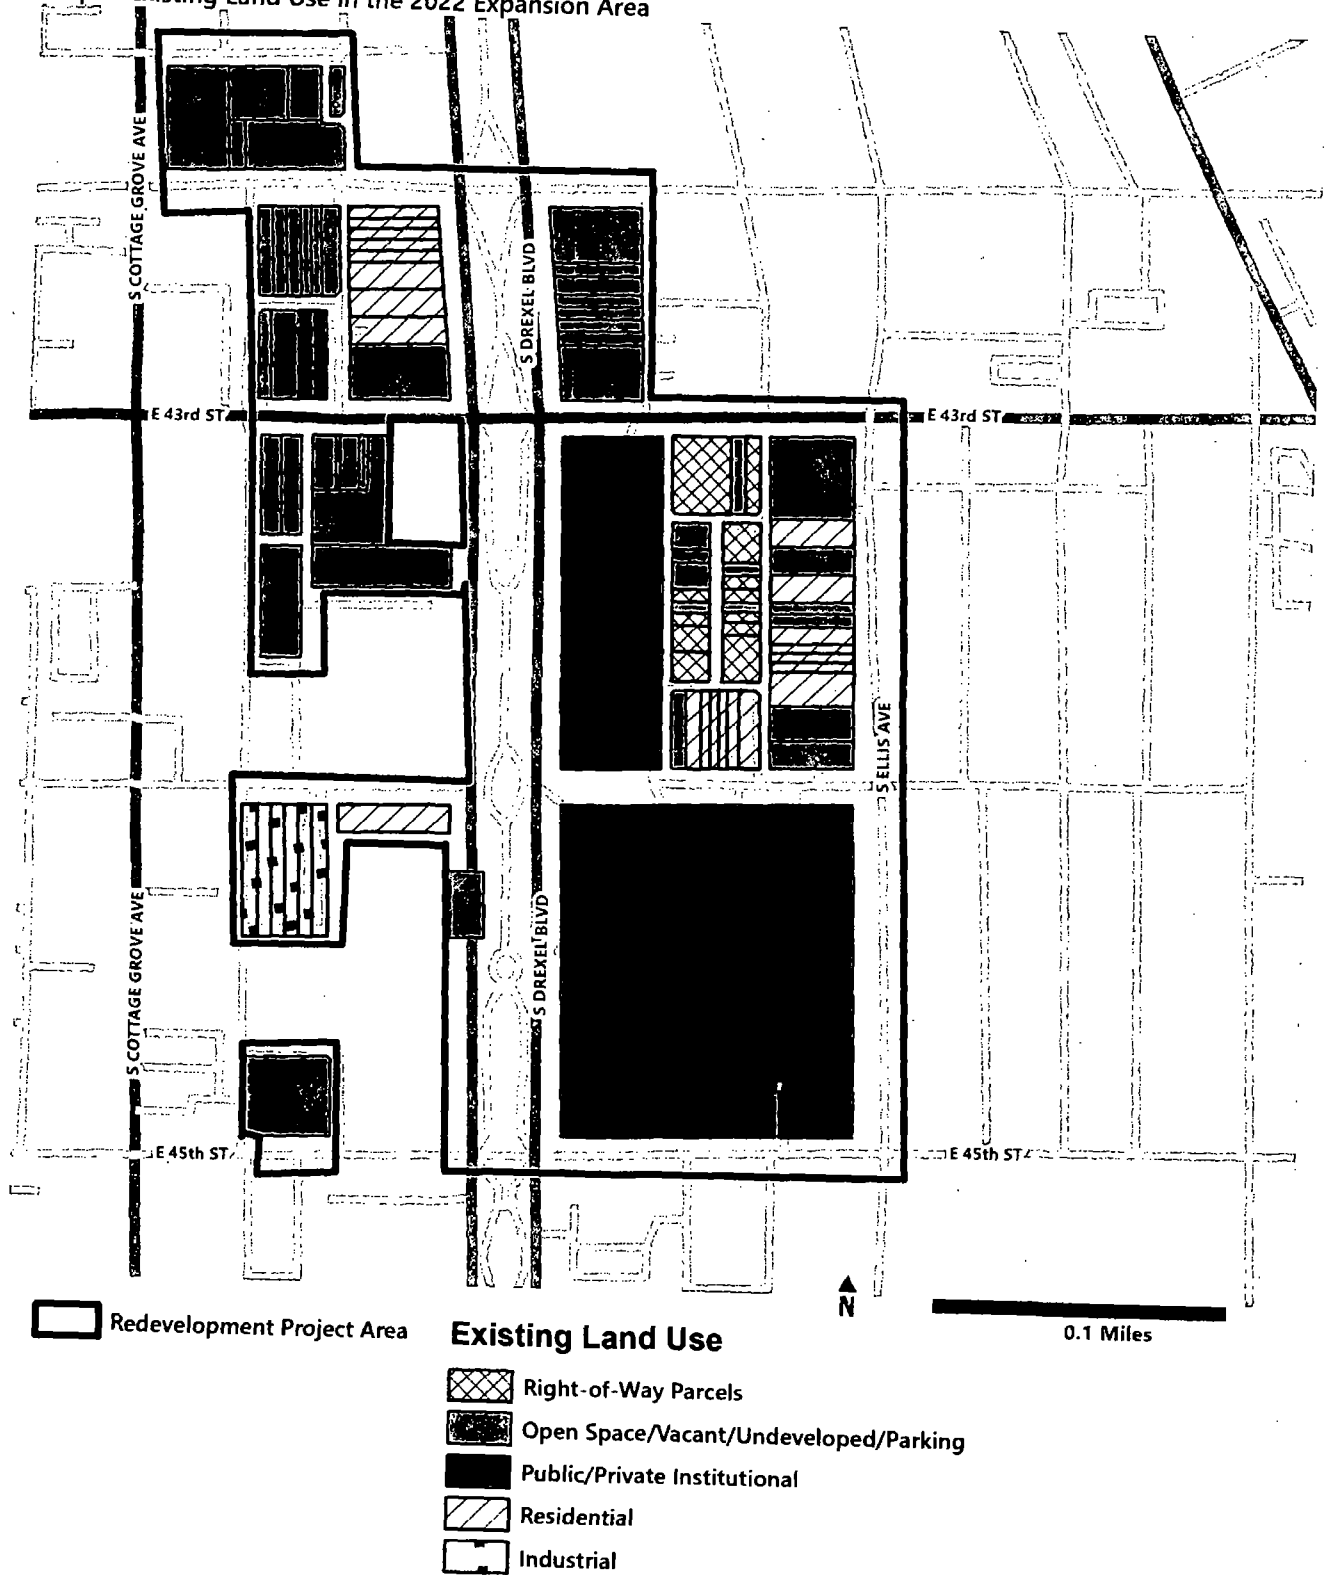 Existing Land Use in the 2022 Expansion Area
S COTTAGE GROVE AVE
S DREXEL BLVD
E 43rd ST
E 43rd ST
S ELLIS AVE
S COTTAGE GROVE AVE
S DREXEL BLVD
E 45th ST
E 45th ST
N
0.1 Miles
Redevelopment Project Area
Existing Land Use
Right-of-Way Parcels
Open Space/Vacant/Undeveloped/Parking
Public/Private Institutional
Residential
Industrial